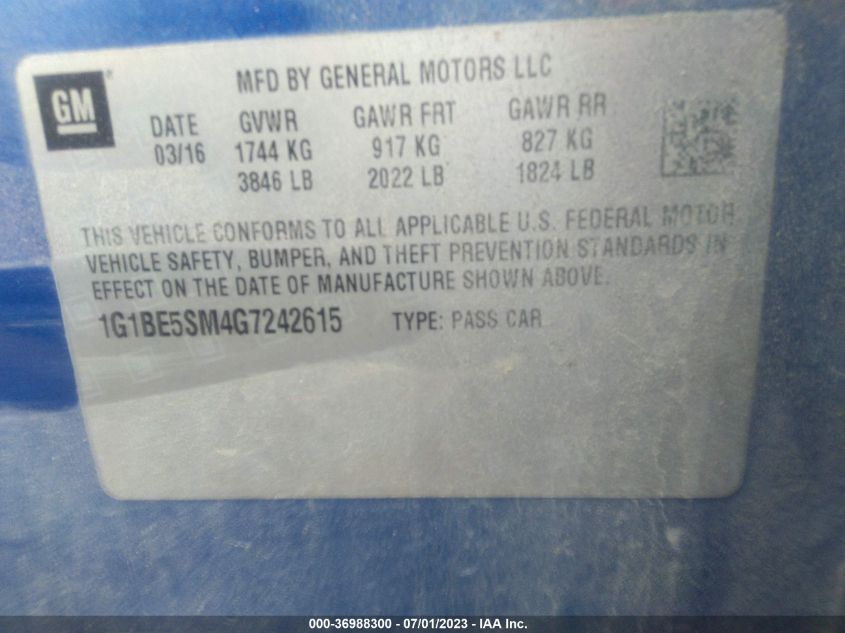 GM
MFD BY GENERAL MOTORS LLC
DATE GVWR GAWR FRT GAWR RR
03/16 1744 KG 917 KG 827 KG
3846 LB 2022 LB 1824 LB
THIS VEHICLE CONFORMS TO ALL APPLICABLE U.S. FEDERAL MOTOR
VEHICLE SAFETY, BUMPER, AND THEFT PREVENTION STANDARDS IN
EFFECT ON THE DATE OF MANUFACTURE SHOWN ABOVE.
1G1BE5SM4G7242615 TYPE: PASS CAR
000-36988300 - 07/01/2023 - IAA Inc.